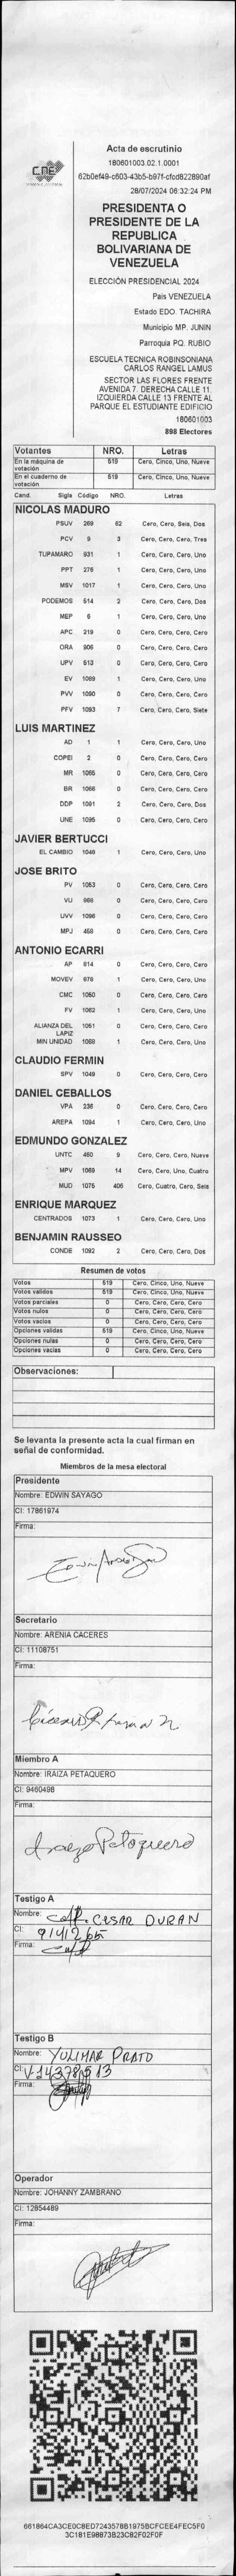 CNE
Acta de escrutinio
180601003.02.1.0001
62b0ef49-c603-43b5-b97f-cfcd822890af
28/07/2024 06:32:24 PM
PRESIDENTA O
PRESIDENTE DE LA
REPUBLICA
BOLIVARIANA DE
VENEZUELA
ELECCIÓN PRESIDENCIAL 2024
País VENEZUELA
Estado EDO. TACHIRA
Municipio MP. JUNIN
Parroquia PQ. RUBIO
ESCUELA TECNICA ROBINSONIANA
CARLOS RANGEL LAMUS
SECTOR LAS FLORES FRENTE
AVENIDA 7. DERECHA CALLE 11.
IZQUIERDA CALLE 13 FRENTE AL
PARQUE EL ESTUDIANTE EDIFICIO
180601003
898 Electores
Votantes NRO. Letras
En la máquina de votación 519 Cero, Cinco, Uno, Nueve
En el cuaderno de votación 519 Cero, Cinco, Uno, Nueve
Cand. Sigla Código NRO. Letras
NICOLAS MADURO
PSUV 269 62 Cero, Cero, Seis, Dos
PCV 9 3 Cero, Cero, Cero, Tres
TUPAMARO 931 1 Cero, Cero, Cero, Uno
PPT 276 1 Cero, Cero, Cero, Uno
MSV 1017 1 Cero, Cero, Cero, Uno
PODEMOS 514 2 Cero, Cero, Cero, Dos
MEP 6 1 Cero, Cero, Cero, Uno
APC 219 0 Cero, Cero, Cero, Cero
ORA 906 0 Cero, Cero, Cero, Cero
UPV 513 0 Cero, Cero, Cero, Cero
EV 1089 1 Cero, Cero, Cero, Uno
PVV 1090 0 Cero, Cero, Cero, Cero
PFV 1093 7 Cero, Cero, Cero, Siete
LUIS MARTINEZ
AD 1 1 Cero, Cero, Cero, Uno
COPEI 2 0 Cero, Cero, Cero, Cero
MR 1065 0 Cero, Cero, Cero, Cero
BR 1066 0 Cero, Cero, Cero, Cero
DDP 1091 2 Cero, Cero, Cero, Dos
UNE 1095 0 Cero, Cero, Cero, Cero
JAVIER BERTUCCI
EL CAMBIO 1048 1 Cero, Cero, Cero, Uno
JOSE BRITO
PV 1053 0 Cero, Cero, Cero, Cero
VU 868 0 Cero, Cero, Cero, Cero
UVV 1096 0 Cero, Cero, Cero, Cero
MPJ 458 0 Cero, Cero, Cero, Cero
ANTONIO ECARRI
AP 814 0 Cero, Cero, Cero, Cero
MOVEV 979 1 Cero, Cero, Cero, Uno
CMC 1050 0 Cero, Cero, Cero, Cero
FV 1062 1 Cero, Cero, Cero, Uno
ALIANZA DEL LAPIZ 1051 0 Cero, Cero, Cero, Cero
MIN UNIDAD 1069 1 Cero, Cero, Cero, Uno
CLAUDIO FERMIN
SPV 1049 0 Cero, Cero, Cero, Cero
DANIEL CEBALLOS
VPA 236 0 Cero, Cero, Cero, Cero
AREPA 1094 1 Cero, Cero, Cero, Uno
EDMUNDO GONZALEZ
UNTC 460 9 Cero, Cero, Cero, Nueve
MPV 1069 14 Cero, Cero, Uno, Cuatro
MUD 1075 406 Cero, Cuatro, Cero, Seis
ENRIQUE MARQUEZ
CENTRADOS 1073 1 Cero, Cero, Cero, Uno
BENJAMIN RAUSSEO
CONDE 1092 2 Cero, Cero, Cero, Dos
Resumen de votos
Votos 519 Cero, Cinco, Uno, Nueve
Votos validos 519 Cero, Cinco, Uno, Nueve
Votos parciales 0 Cero, Cero, Cero, Cero
Votos nulos 0 Cero, Cero, Cero, Cero
Votos vacios 0 Cero, Cero, Cero, Cero
Opciones validas 519 Cero, Cinco, Uno, Nueve
Opciones nulas 0 Cero, Cero, Cero, Cero
Opciones vacias 0 Cero, Cero, Cero, Cero
Observaciones:
Se levanta la presente acta la cual firman en
señal de conformidad.
Miembros de la mesa electoral
Presidente
Nombre: EDWIN SAYAGO
CI: 17861974
Firma:
Secretario
Nombre: ARENIA CACERES
CI: 11108751
Firma:
Miembro A
Nombre: IRAIZA PETAQUERO
CI: 9460498
Firma:
Testigo A
Nombre: CESAR DURAN
CI:
Firma:
Testigo B
Nombre: YULIMAR PRATO
CI: V-14378513
Firma:
Operador
Nombre: JOHANNY ZAMBRANO
CI: 12854489
Firma:
661864CA3CE0C8ED7243578B1975BCFCEE4FEC5F0
3C181E98873B23C82F02F0F